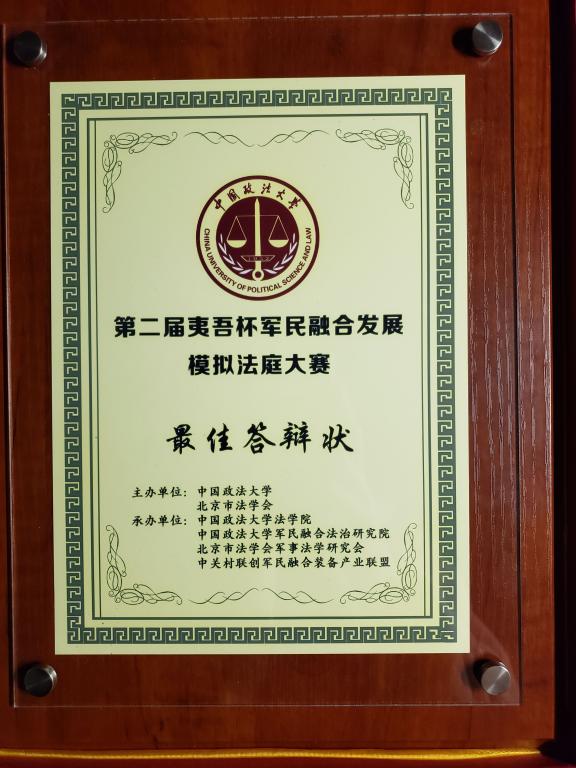 中国政法大学
CHINA UNIVERSITY OF POLITICAL SCIENCE AND LAW
第二届夷吾杯军民融合发展
模拟法庭大赛
最佳答辩状
主办单位：中国政法大学
北京市法学会
承办单位：中国政法大学法学院
中国政法大学军民融合法治研究院
北京市法学会军事法学研究会
中关村联创军民融合装备产业联盟